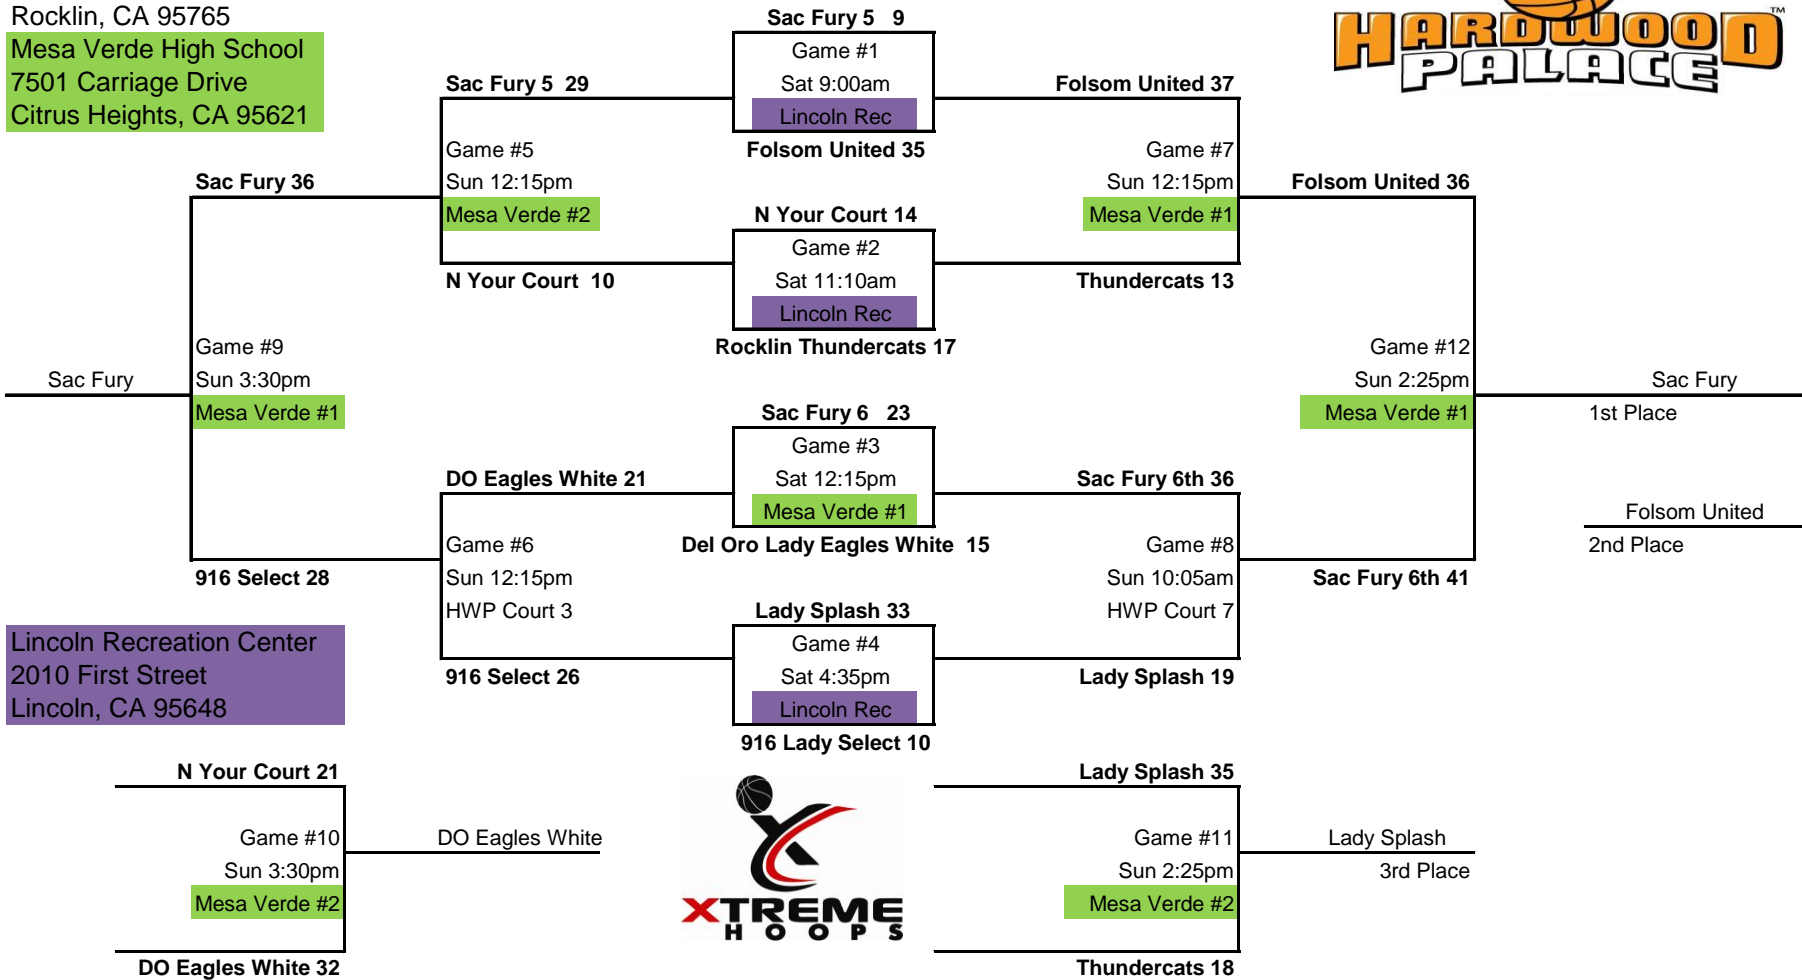 Rocklin, CA 95765
Mesa Verde High School
7501 Carriage Drive
Citrus Heights, CA 95621
HARDWOOD
PALACE
TM
Sac Fury 5 9
Game #1
Sat 9:00am
Lincoln Rec
Folsom United 35
Sac Fury 5 29
Game #5
Sun 12:15pm
Mesa Verde #2
N Your Court 10
Folsom United 37
Game #7
Sun 12:15pm
Mesa Verde #1
Thundercats 13
N Your Court 14
Game #2
Sat 11:10am
Lincoln Rec
Rocklin Thundercats 17
Sac Fury 36
Game #9
Sun 3:30pm
Mesa Verde #1
916 Select 28
Sac Fury
Folsom United 36
Game #12
Sun 2:25pm
Mesa Verde #1
Sac Fury 6th 41
Sac Fury
1st Place
Folsom United
2nd Place
Sac Fury 6 23
Game #3
Sat 12:15pm
Mesa Verde #1
Del Oro Lady Eagles White 15
DO Eagles White 21
Game #6
Sun 12:15pm
HWP Court 3
916 Select 26
Sac Fury 6th 36
Game #8
Sun 10:05am
HWP Court 7
Lady Splash 19
Lady Splash 33
Game #4
Sat 4:35pm
Lincoln Rec
916 Lady Select 10
Lincoln Recreation Center
2010 First Street
Lincoln, CA 95648
N Your Court 21
Game #10
Sun 3:30pm
Mesa Verde #2
DO Eagles White 32
DO Eagles White
XTREME
HOOPS
Lady Splash 35
Game #11
Sun 2:25pm
Mesa Verde #2
Thundercats 18
Lady Splash
3rd Place